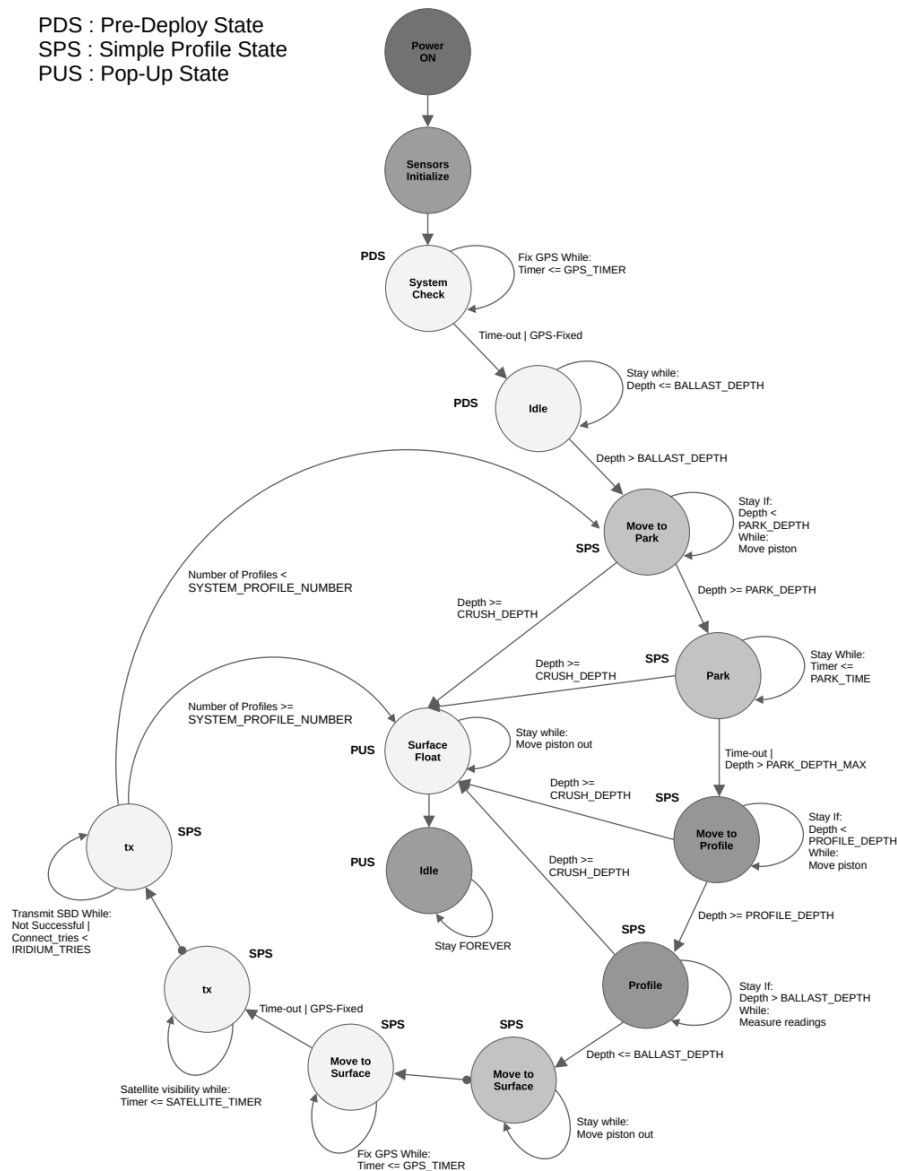 PDS : Pre-Deploy State
SPS : Simple Profile State
PUS : Pop-Up State
Power
ON
Sensors
Initialize
PDS
System
Check
Fix GPS While:
Timer <= GPS_TIMER
Time-out | GPS-Fixed
PDS
Idle
Stay while:
Depth <= BALLAST_DEPTH
Depth > BALLAST_DEPTH
SPS
Move to
Park
Stay If:
Depth <
PARK_DEPTH
While:
Move piston
Number of Profiles <
SYSTEM_PROFILE_NUMBER
Depth >=
CRUSH_DEPTH
Depth >= PARK_DEPTH
SPS
Park
Stay While:
Timer <=
PARK_TIME
Depth >=
CRUSH_DEPTH
Number of Profiles >=
SYSTEM_PROFILE_NUMBER
PUS
Surface
Float
Stay while:
Move piston out
Time-out |
Depth > PARK_DEPTH_MAX
SPS
Move to
Profile
Stay If:
Depth <
PROFILE_DEPTH
While:
Move piston
Depth >=
CRUSH_DEPTH
SPS
tx
PUS
Idle
Depth >=
CRUSH_DEPTH
Stay FOREVER
Depth >= PROFILE_DEPTH
Transmit SBD While:
Not Successful |
Connect_tries <
IRIDIUM_TRIES
SPS
tx
SPS
Profile
Stay If:
Depth > BALLAST_DEPTH
While:
Measure readings
Time-out | GPS-Fixed
SPS
Move to
Surface
SPS
Move to
Surface
Depth <= BALLAST_DEPTH
Satellite visibility while:
Timer <= SATELLITE_TIMER
Stay while:
Move piston out
Fix GPS While:
Timer <= GPS_TIMER